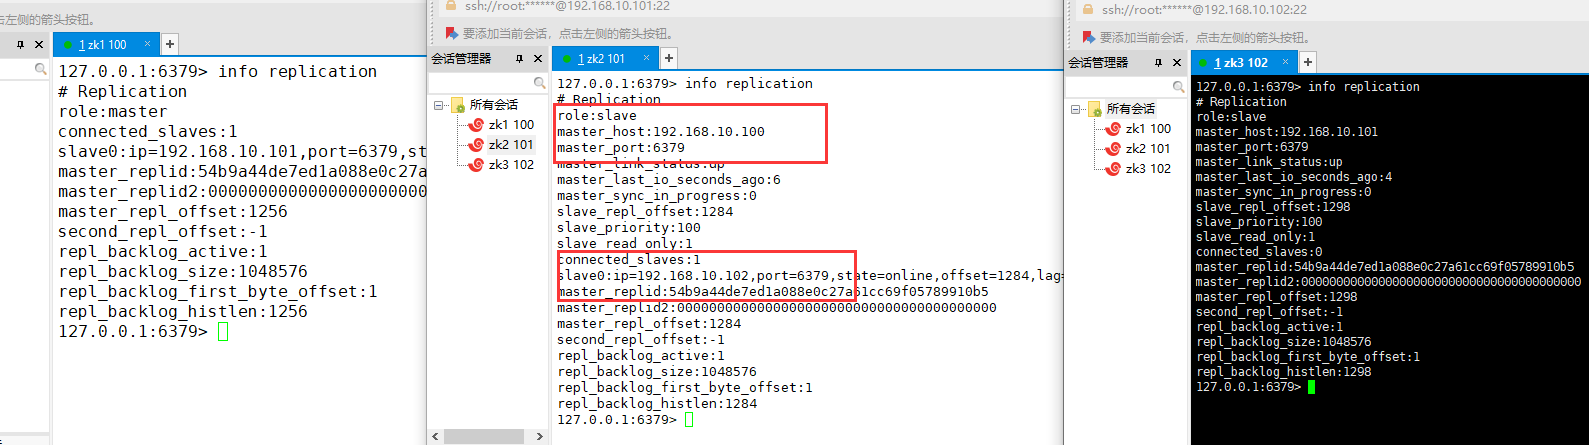 击左侧的箭头按钮。
1 zk1 100
127.0.0.1:6379> info replication
# Replication
role:master
connected_slaves:1
slave0:ip=192.168.10.101,port=6379,st
master_replid:54b9a44de7ed1a088e0c27a
master_replid2:0000000000000000000000
master_repl_offset:1256
second_repl_offset:-1
repl_backlog_active:1
repl_backlog_size:1048576
repl_backlog_first_byte_offset:1
repl_backlog_histlen:1256
127.0.0.1:6379>
ssh://root:******@192.168.10.101:22
要添加当前会话，点击左侧的箭头按钮。
会话管理器
所有会话
zk1 100
zk2 101
zk3 102
1 zk2 101
127.0.0.1:6379> info replication
# Replication
role:slave
master_host:192.168.10.100
master_port:6379
master_link_status:up
master_last_io_seconds_ago:6
master_sync_in_progress:0
slave_repl_offset:1284
slave_priority:100
slave_read_only:1
connected_slaves:1
slave0:ip=192.168.10.102,port=6379,state=online,offset=1284,lag=
master_replid:54b9a44de7ed1a088e0c27a61cc69f05789910b5
master_replid2:0000000000000000000000000000000000000000
master_repl_offset:1284
second_repl_offset:-1
repl_backlog_active:1
repl_backlog_size:1048576
repl_backlog_first_byte_offset:1
repl_backlog_histlen:1284
127.0.0.1:6379>
ssh://root:******@192.168.10.102:22
要添加当前会话，点击左侧的箭头按钮。
会话管理器
所有会话
zk1 100
zk2 101
zk3 102
1 zk3 102
127.0.0.1:6379> info replication
# Replication
role:slave
master_host:192.168.10.101
master_port:6379
master_link_status:up
master_last_io_seconds_ago:4
master_sync_in_progress:0
slave_repl_offset:1298
slave_priority:100
slave_read_only:1
connected_slaves:0
master_replid:54b9a44de7ed1a088e0c27a61cc69f05789910b5
master_replid2:0000000000000000000000000000000000000000
master_repl_offset:1298
second_repl_offset:-1
repl_backlog_active:1
repl_backlog_size:1048576
repl_backlog_first_byte_offset:1
repl_backlog_histlen:1298
127.0.0.1:6379>